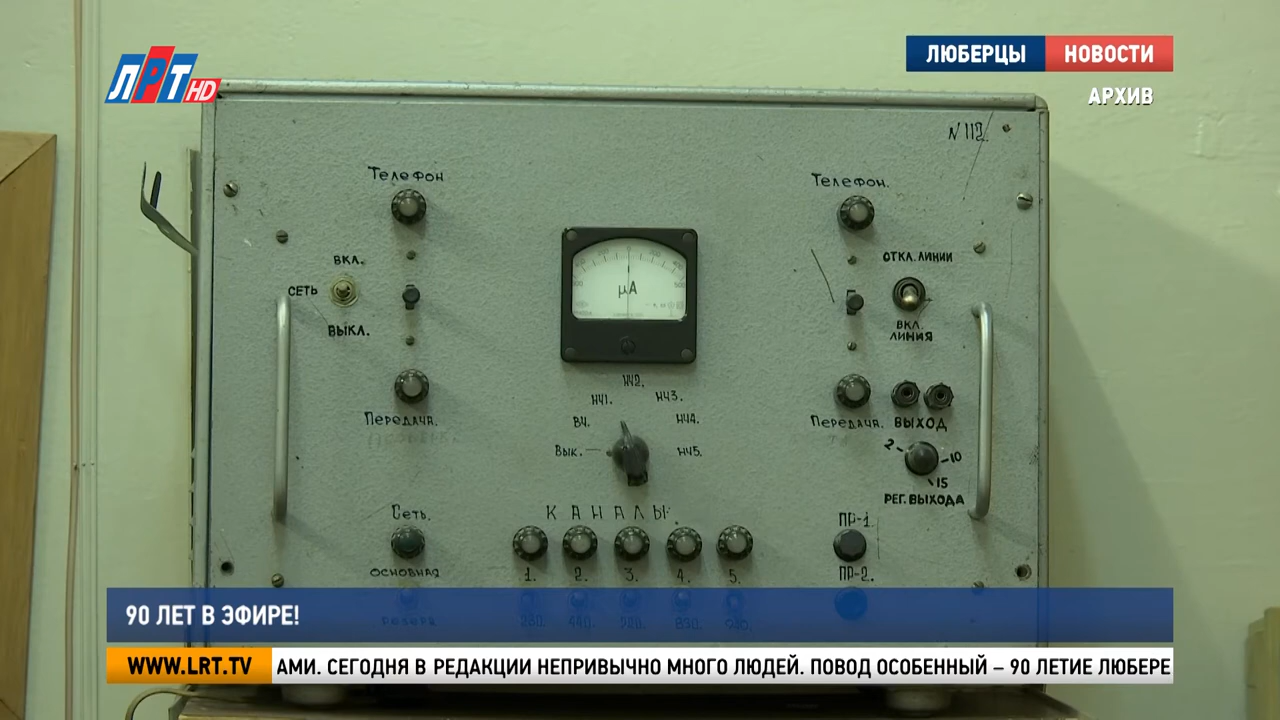 ЛРТ HD
ЛЮБЕРЦЫ НОВОСТИ
АРХИВ
N 112.
Телефон
Телефон.
ВКЛ.
СЕТЬ
ВЫКЛ.
ОТКЛ. ЛИНИИ
ВКЛ.
ЛИНИЯ
µA
500
НЧ2.
НЧ1.
НЧ3.
ВЧ.
НЧ4.
Вык.
НЧ5.
Передача.
Передача.
ВЫХОД
2
10
15
РЕГ. ВЫХОДА
Сеть.
КАНАЛЫ.
ПР-1.
ОСНОВНАЯ
1. 2. 3. 4. 5.
ПР-2.
90 ЛЕТ В ЭФИРЕ!
WWW.LRT.TV
АМИ. СЕГОДНЯ В РЕДАКЦИИ НЕПРИВЫЧНО МНОГО ЛЮДЕЙ. ПОВОД ОСОБЕННЫЙ – 90 ЛЕТИЕ ЛЮБЕРЕ